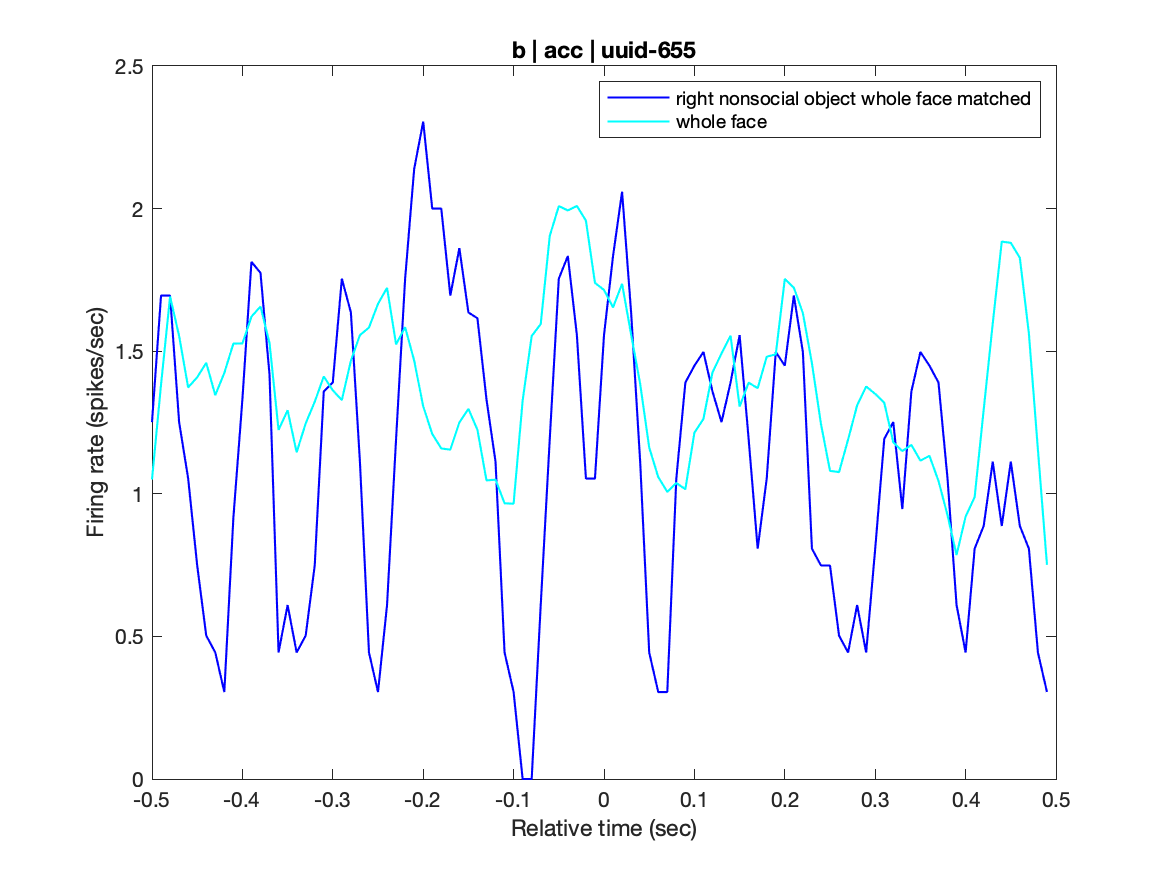 b | acc | uuid-655
right nonsocial object whole face matched
whole face
2.5
2
1.5
1
0.5
0
Firing rate (spikes/sec)
-0.5 -0.4 -0.3 -0.2 -0.1 0 0.1 0.2 0.3 0.4 0.5
Relative time (sec)